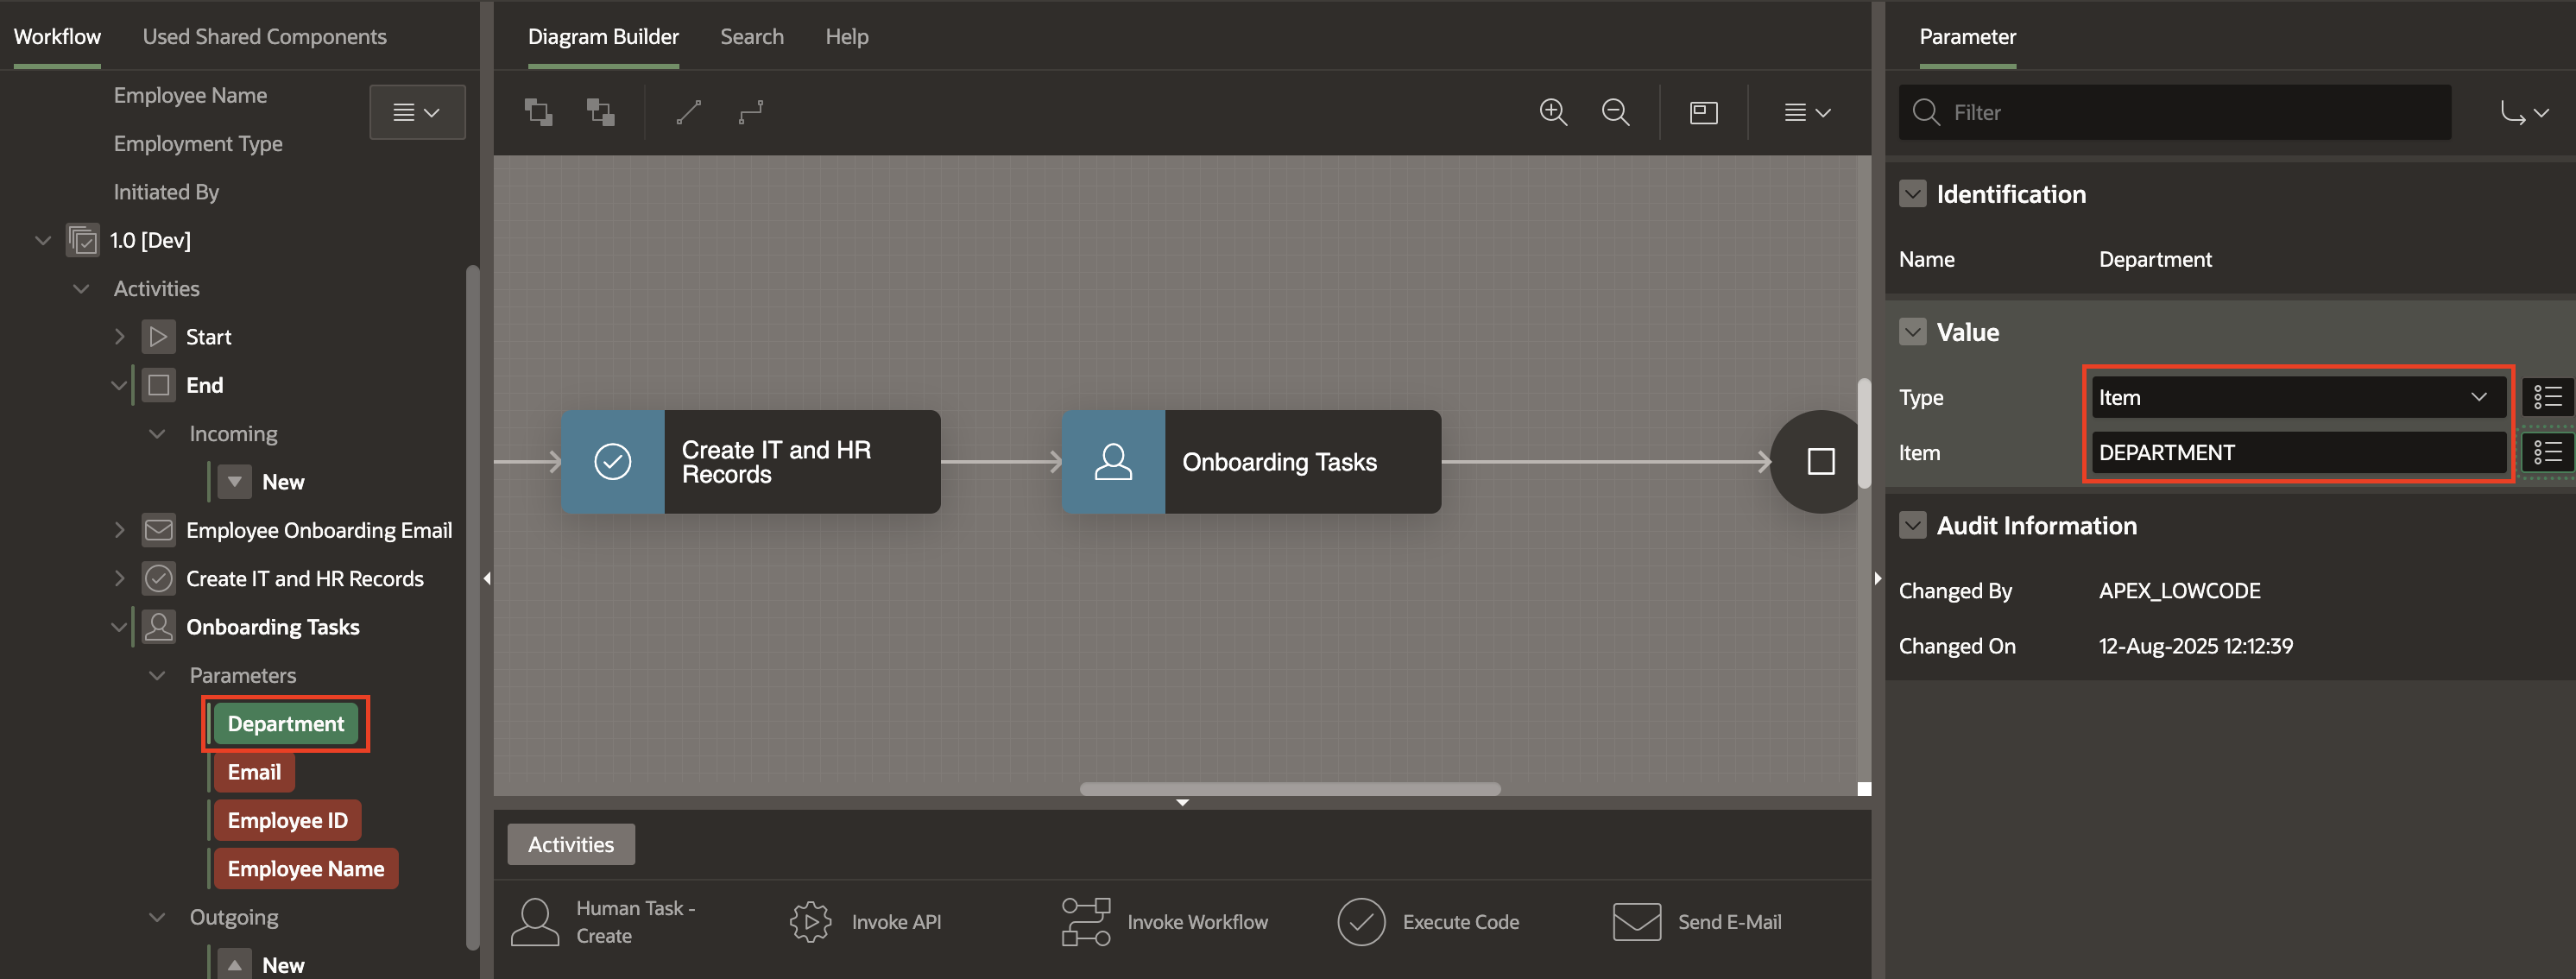 Workflow
Used Shared Components
Employee Name
Employment Type
Initiated By
1.0 [Dev]
Activities
Start
End
Incoming
New
Employee Onboarding Email
Create IT and HR Records
Onboarding Tasks
Parameters
Department
Email
Employee ID
Employee Name
Outgoing
New
Diagram Builder
Search
Help
Create IT and HR
Records
Onboarding Tasks
Activities
Human Task -
Create
Invoke API
Invoke Workflow
Execute Code
Send E-Mail
Parameter
Filter
Identification
Name
Department
Value
Type
Item
Item
DEPARTMENT
Audit Information
Changed By
APEX_LOWCODE
Changed On
12-Aug-2025 12:12:39